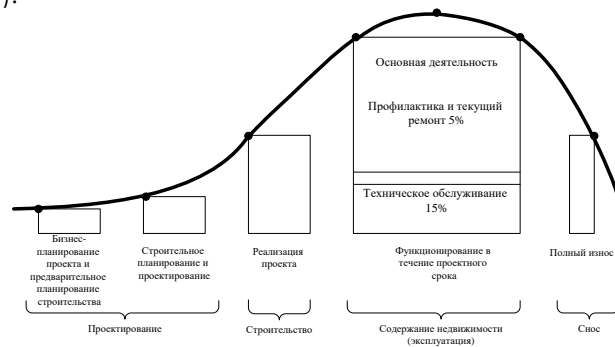 ).
Основная деятельность
Профилактика и текущий
ремонт 5%
Техническое обслуживание
15%
Бизнес-
планирование
проекта и
предварительное
планирование
строительства
Строительное
планирование и
проектирование
Реализация
проекта
Функционирование в
течение проектного
срока
Полный износ
Проектирование
Строительство
Содержание недвижимости
(эксплуатация)
Снос